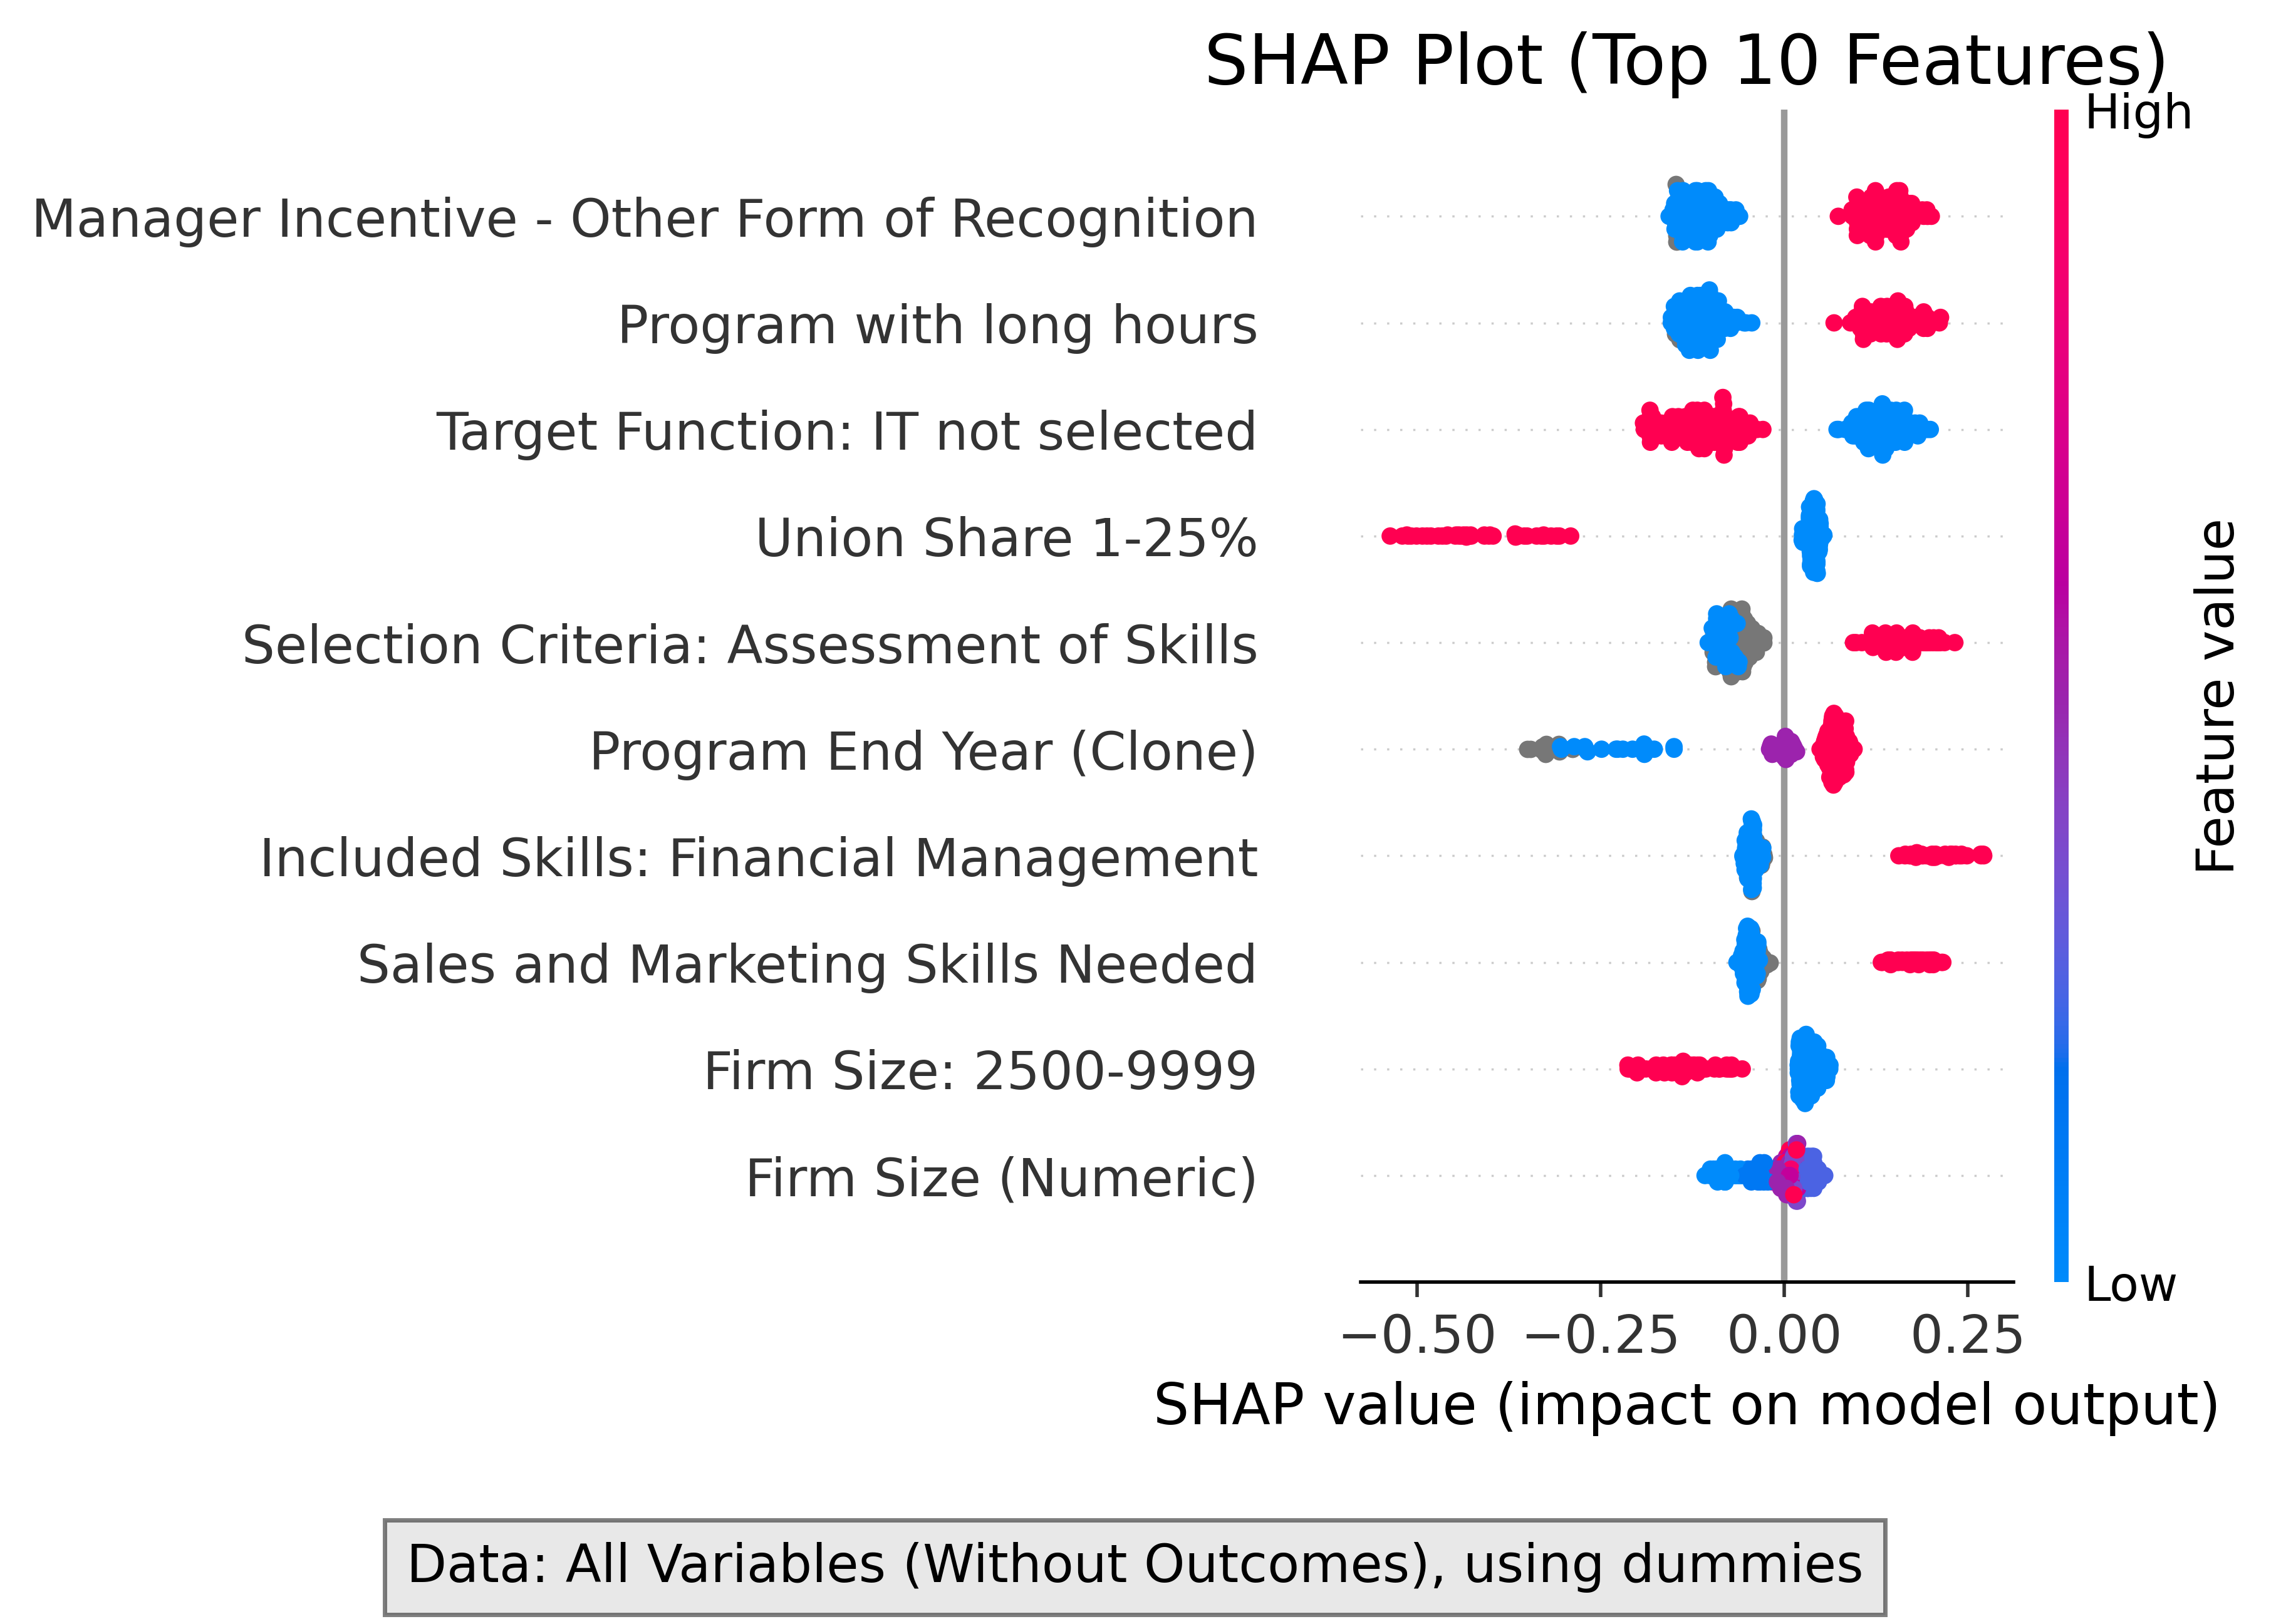 SHAP Plot (Top 10 Features)
High
Manager Incentive - Other Form of Recognition
Program with long hours
Target Function: IT not selected
Union Share 1-25%
Selection Criteria: Assessment of Skills
Program End Year (Clone)
Included Skills: Financial Management
Sales and Marketing Skills Needed
Firm Size: 2500-9999
Firm Size (Numeric)
Feature value
Low
−0.50 −0.25 0.00 0.25
SHAP value (impact on model output)
Data: All Variables (Without Outcomes), using dummies